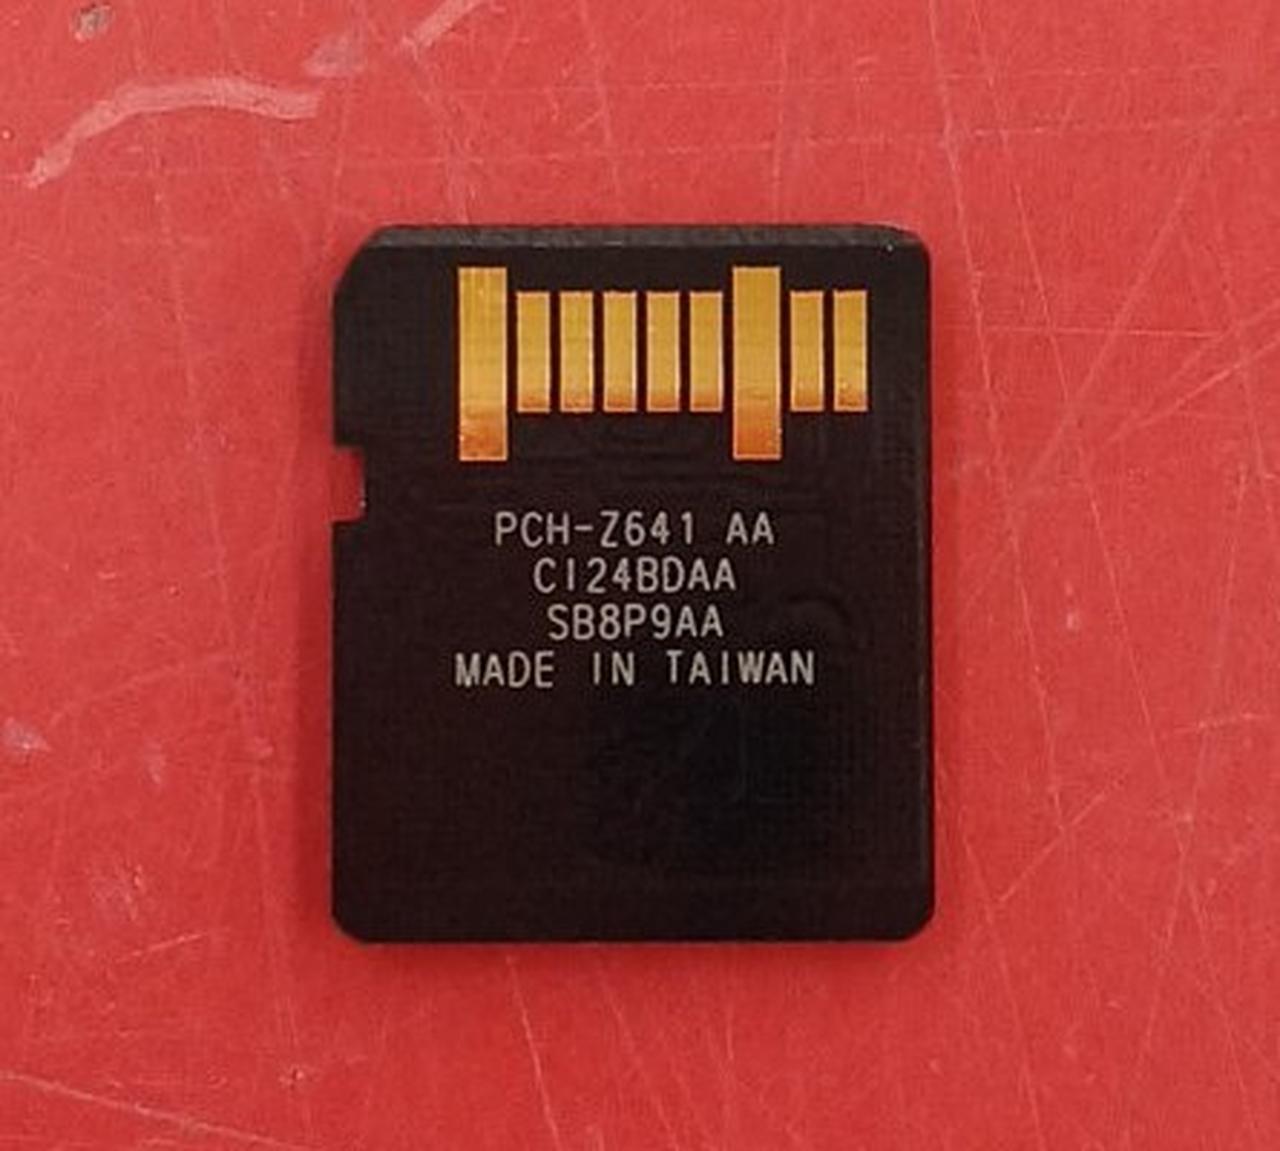 PCH-Z641 AA
CI24BDAA
SB8P9AA
MADE IN TAIWAN